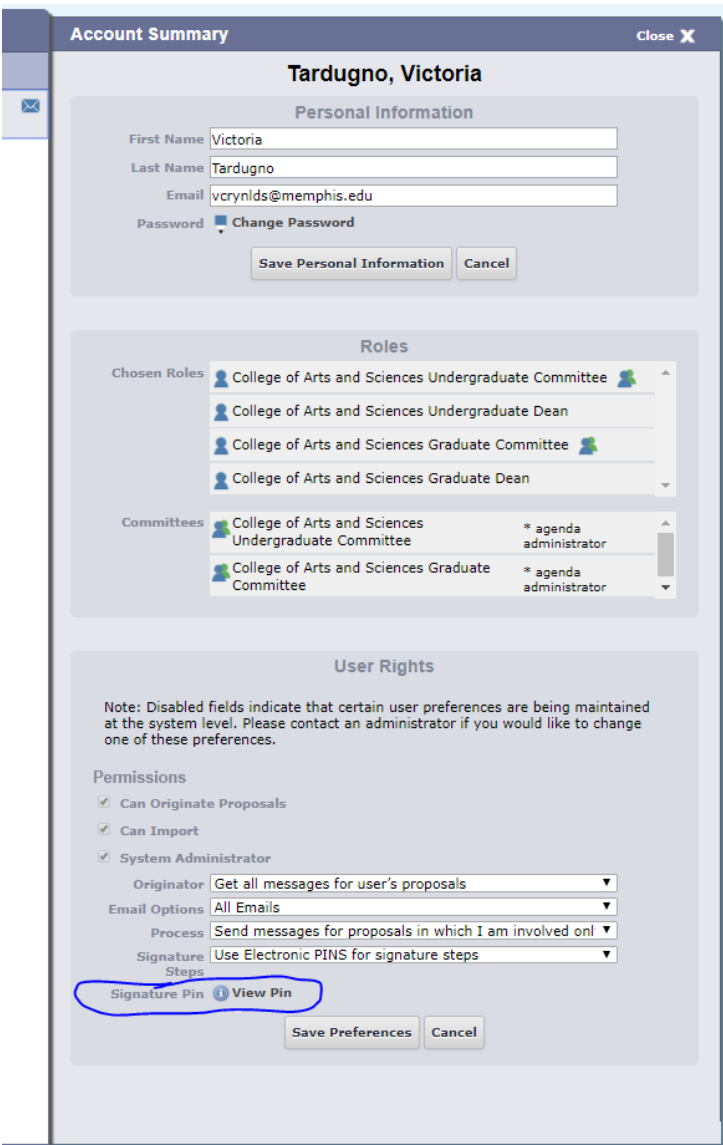 Account Summary
Close X
Tardugno, Victoria
Personal Information
First Name Victoria
Last Name Tardugno
Email vcrynlds@memphis.edu
Password Change Password
Save Personal Information Cancel
Roles
Chosen Roles College of Arts and Sciences Undergraduate Committee
College of Arts and Sciences Undergraduate Dean
College of Arts and Sciences Graduate Committee
College of Arts and Sciences Graduate Dean
Committees College of Arts and Sciences * agenda
Undergraduate Committee administrator
College of Arts and Sciences Graduate * agenda
Committee administrator
User Rights
Note: Disabled fields indicate that certain user preferences are being maintained
at the system level. Please contact an administrator if you would like to change
one of these preferences.
Permissions
Can Originate Proposals
Can Import
System Administrator
Originator Get all messages for user's proposals
Email Options All Emails
Process Send messages for proposals in which I am involved onl
Signature Use Electronic PINS for signature steps
Steps
Signature Pin View Pin
Save Preferences Cancel